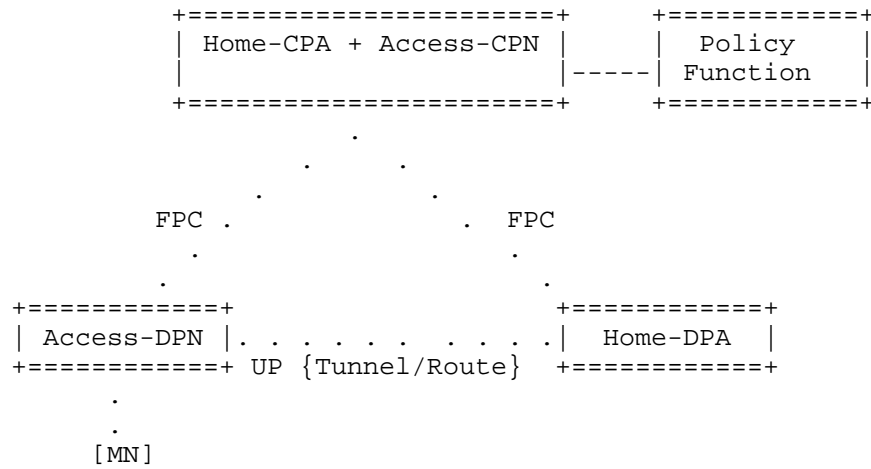 Home-CPA + Access-CPN Policy
Function
FPC FPC
Access-DPN Home-DPA
UP {Tunnel/Route}
[MN]